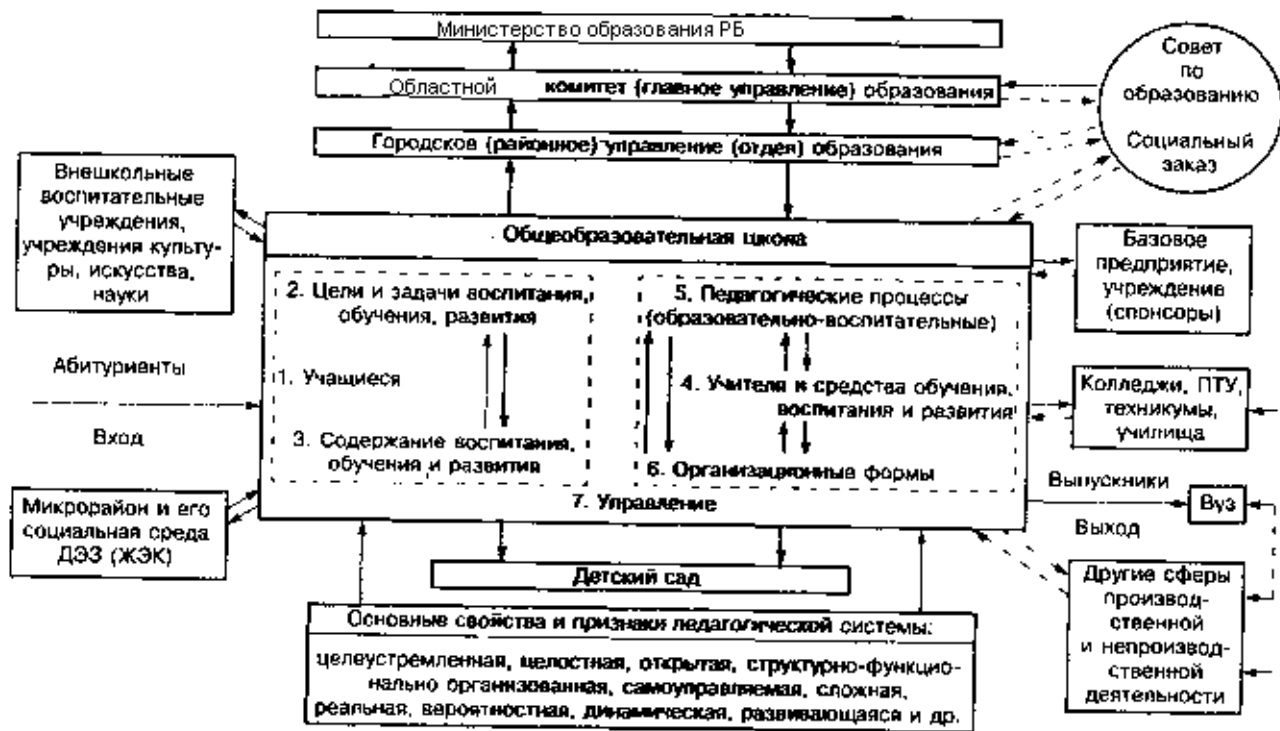 Министерство образования РБ
Областной комитет (главное управление) образования
Городское (районное) управление (отдел) образования
Совет
по
образованию
Социальный
заказ
Внешкольные
воспитательные
учреждения,
учреждения культу-
ры, искусства,
науки
Общеобразовательная школа
2. Цели и задачи воспитания,
обучения, развития
1. Учащиеся
3. Содержание воспитания,
обучения и развития
5. Педагогические процессы
(образовательно-воспитательные)
4. Учителя и средства обучения,
воспитания и развития
6. Организационные формы
7. Управление
Базовое
предприятие,
учреждение
(спонсоры)
Абитуриенты
Вход
Колледжи, ПТУ,
техникумы,
училища
Микрорайон и его
социальная среда
ДЭЗ (ЖЭК)
Выпускники
Выход
Вуз
Детский сад
Другие сферы
производ-
ственной
и непроизвод-
ственной
деятельности
Основные свойства и признаки педагогической системы:
целеустремленная, целостная, открытая, структурно-функцио-
нально организованная, самоуправляемая, сложная,
реальная, вероятностная, динамическая, развивающаяся и др.